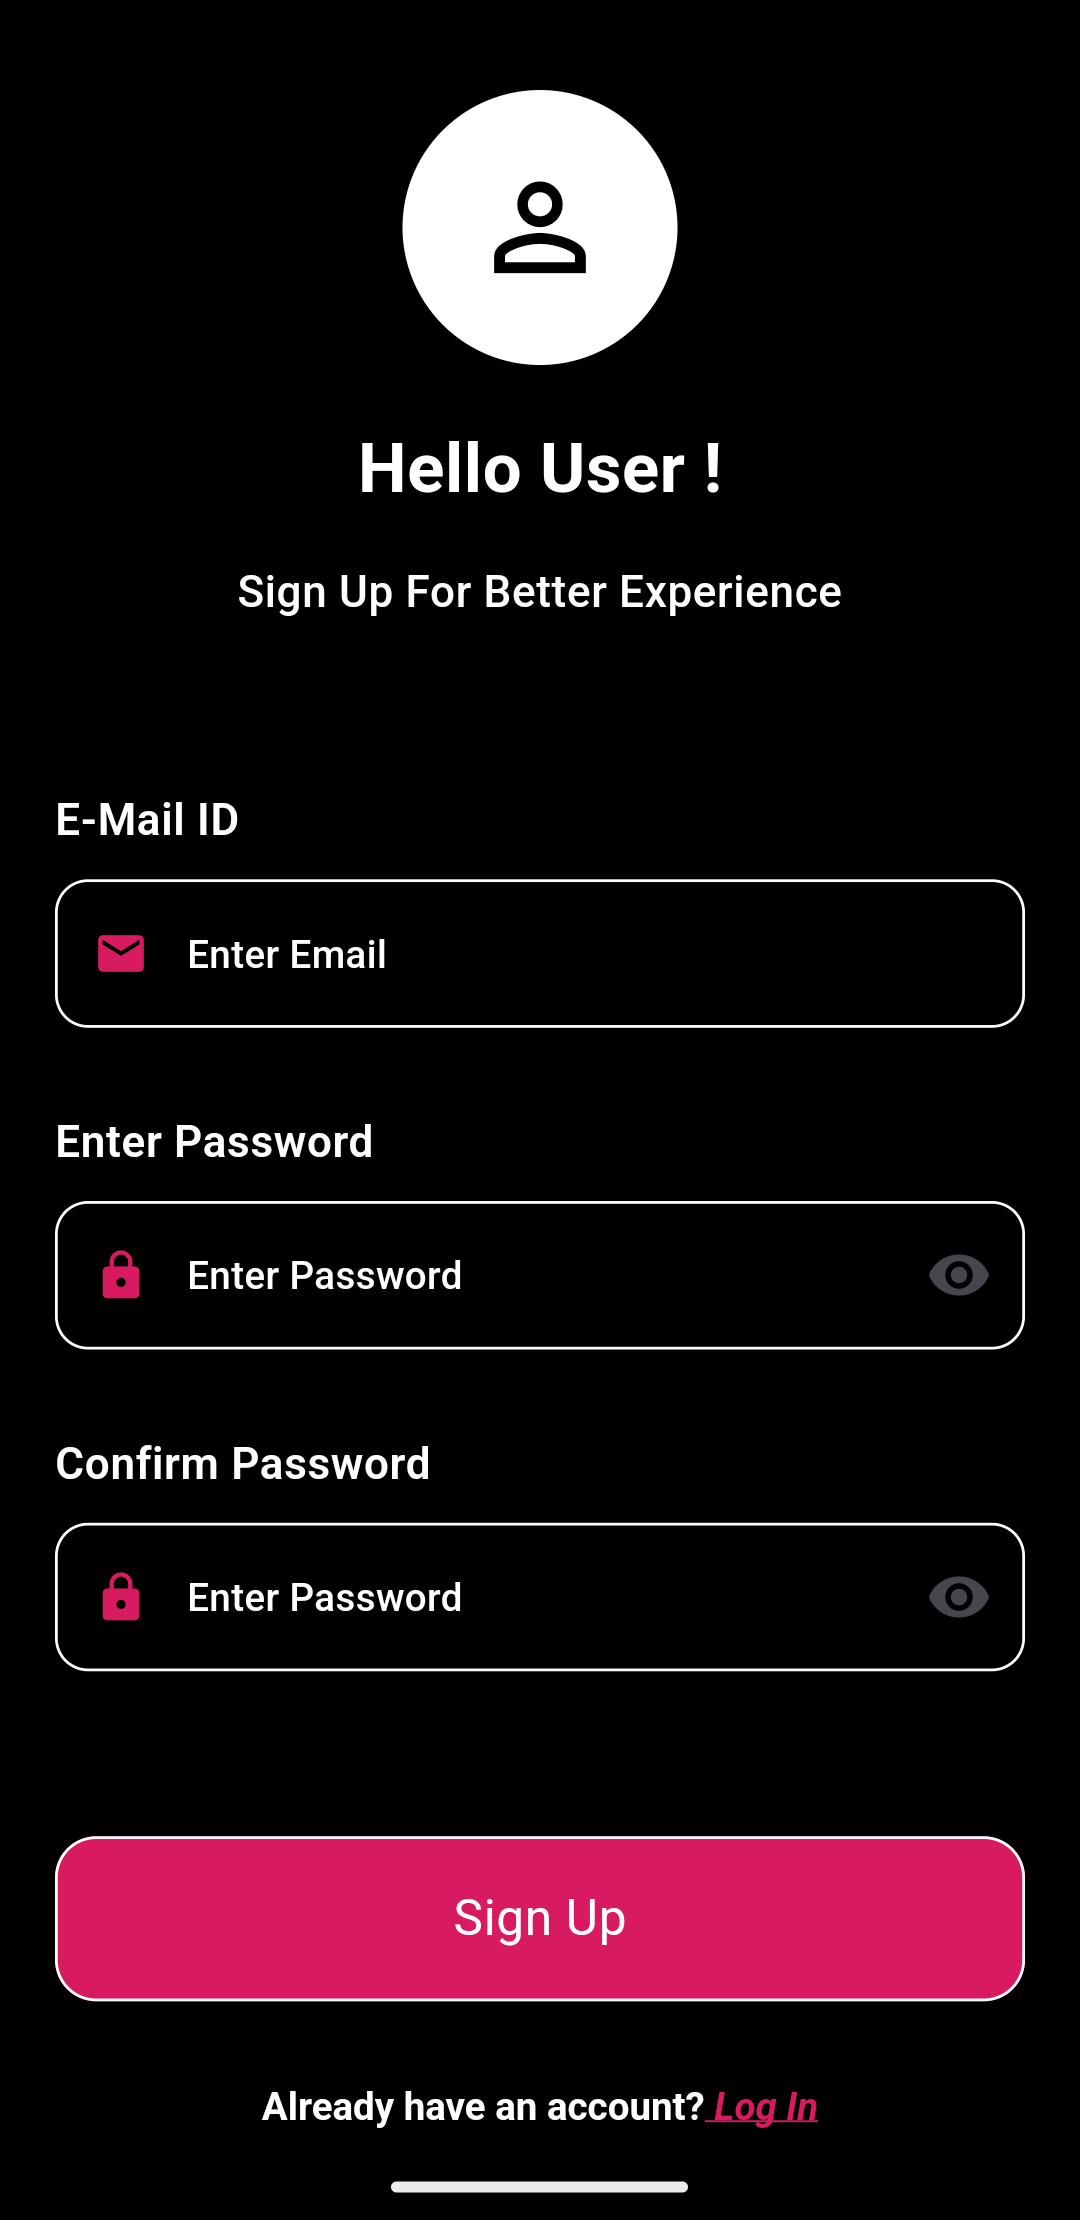 Hello User !
Sign Up For Better Experience
E-Mail ID
Enter Email
Enter Password
Enter Password
Confirm Password
Enter Password
Sign Up
Already have an account? Log In